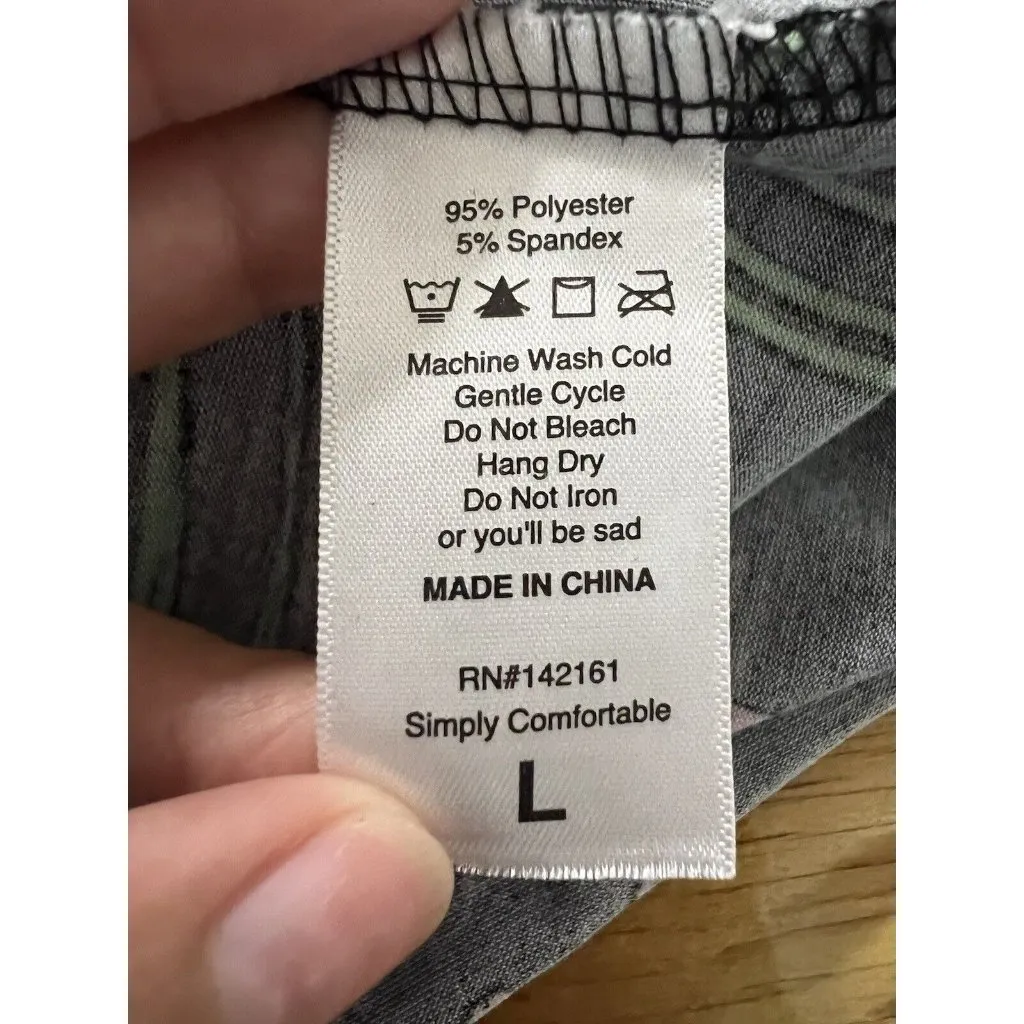 95% Polyester
5% Spandex
Machine Wash Cold
Gentle Cycle
Do Not Bleach
Hang Dry
Do Not Iron
or you'll be sad
MADE IN CHINA
RN#142161
Simply Comfortable
L